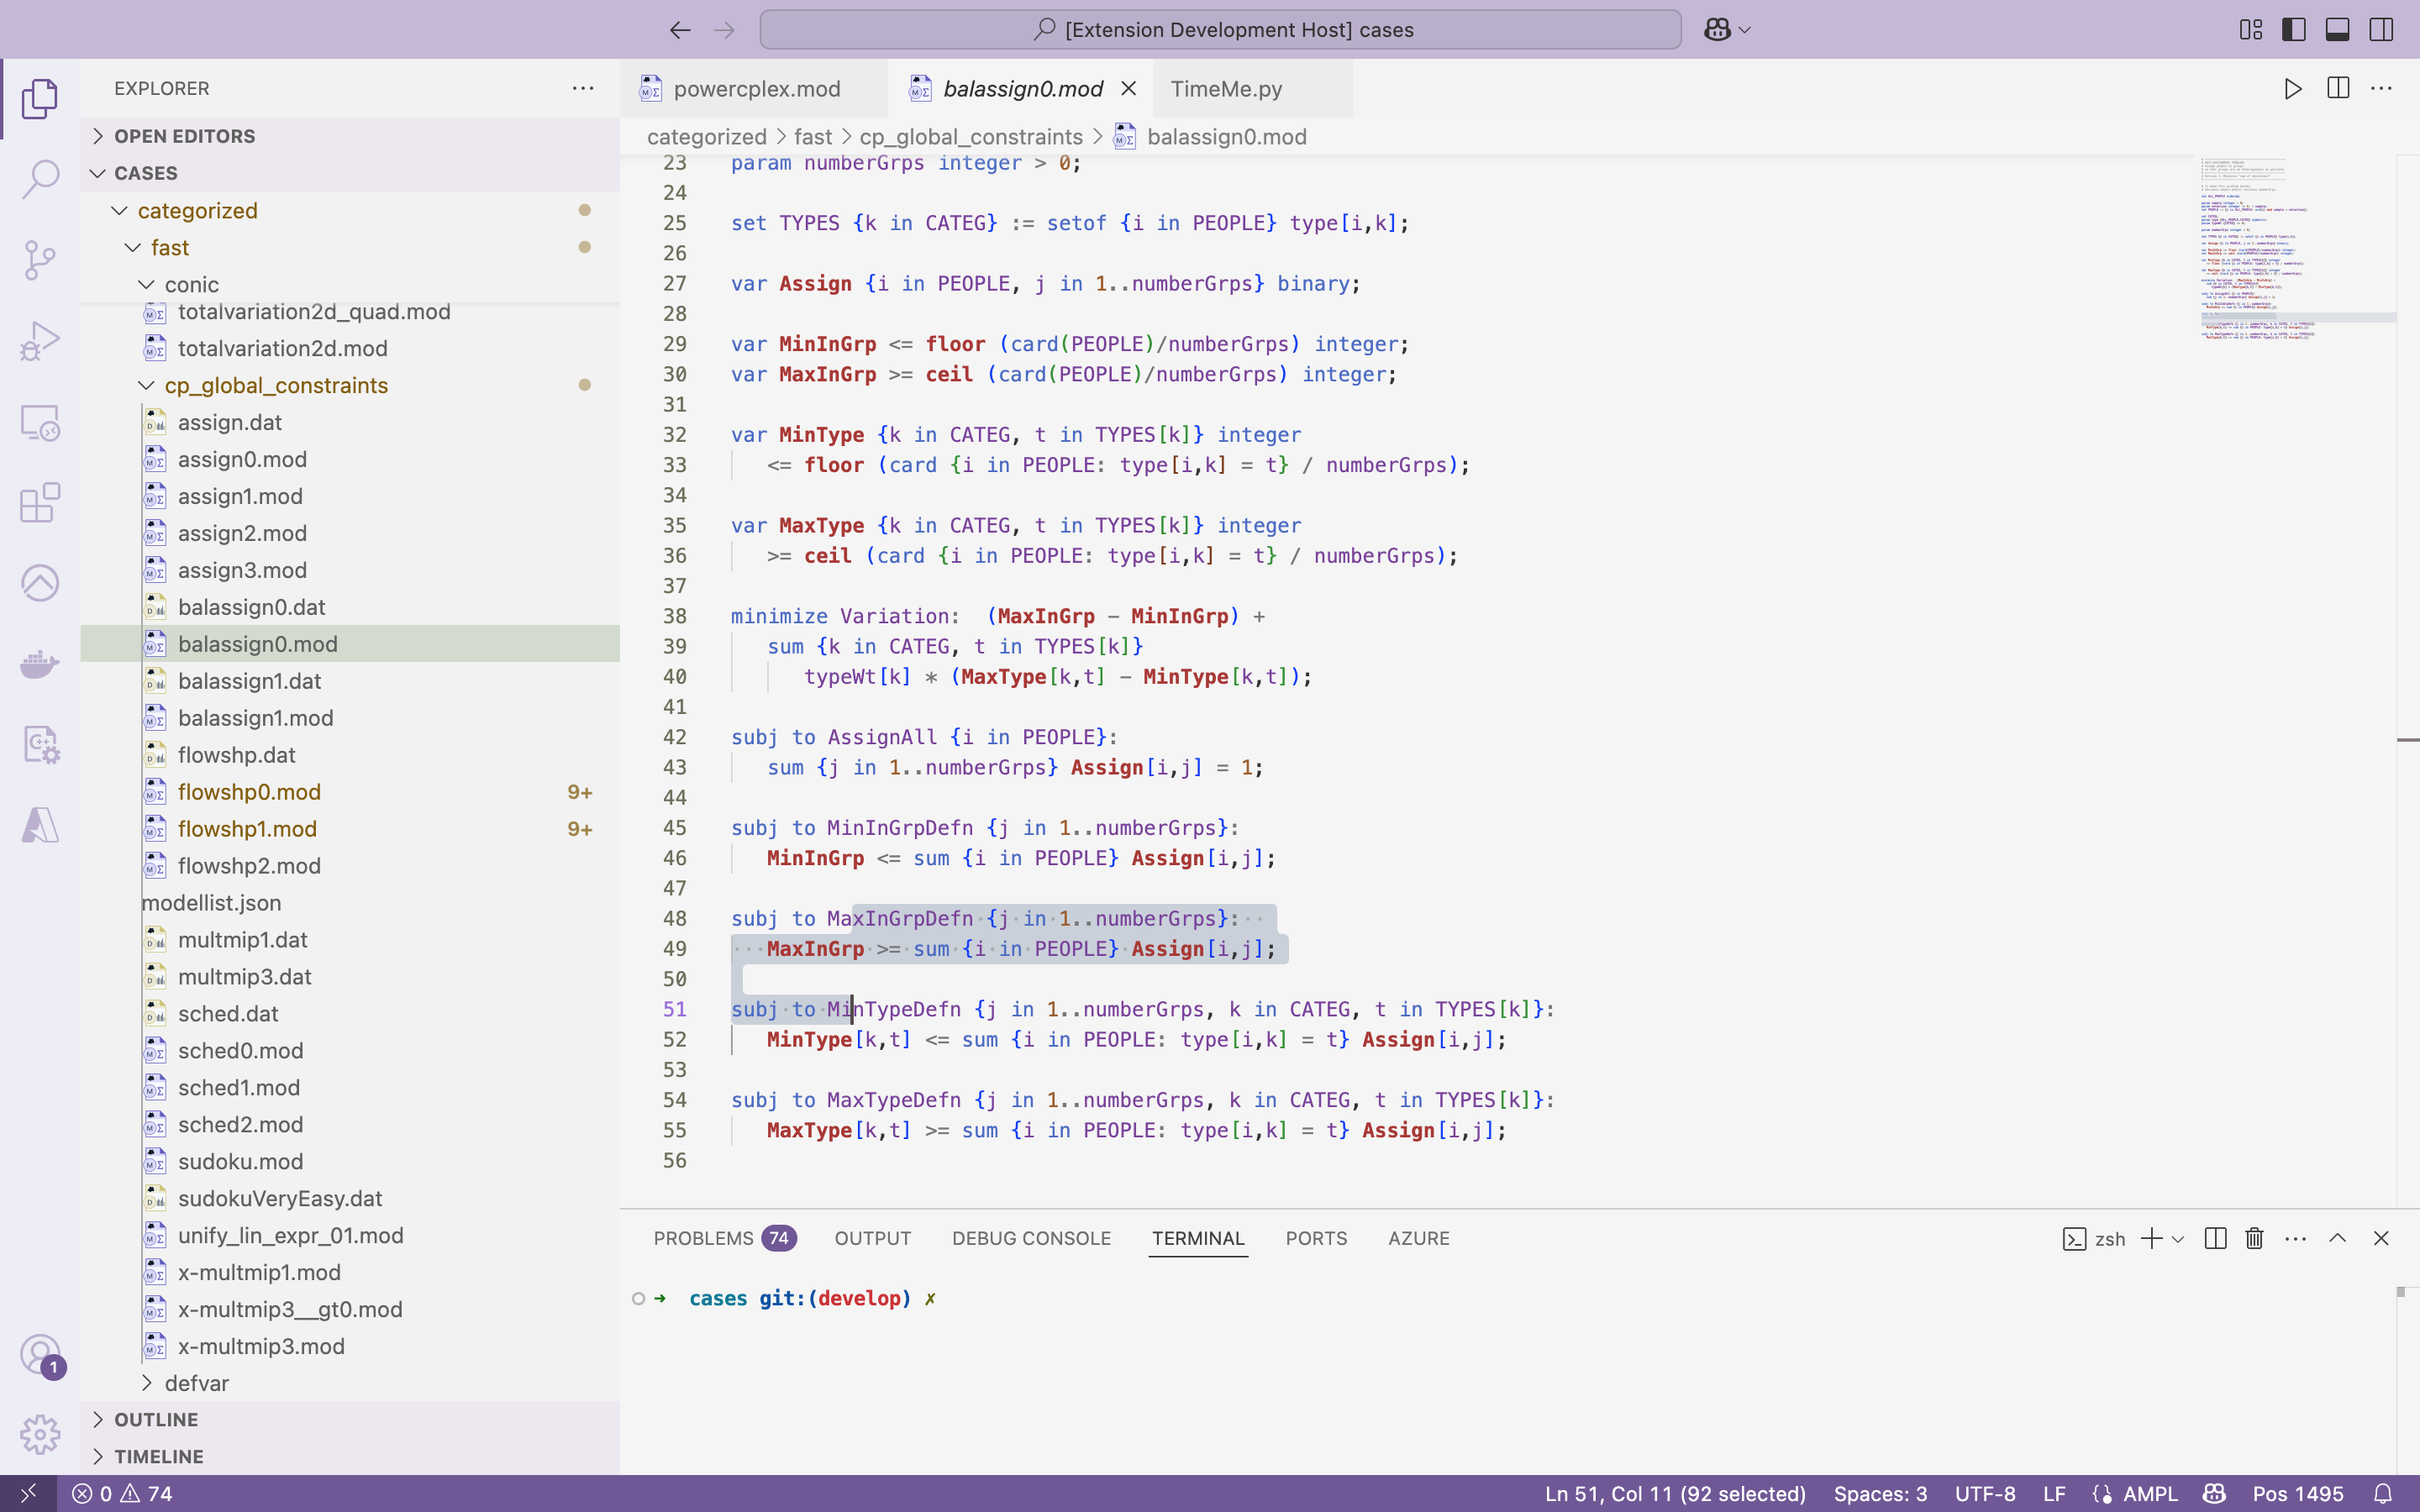 [Extension Development Host] cases
EXPLORER
OPEN EDITORS
CASES
categorized
fast
conic
totalvariation2d_quad.mod
totalvariation2d.mod
cp_global_constraints
assign.dat
assign0.mod
assign1.mod
assign2.mod
assign3.mod
balassign0.dat
balassign0.mod
balassign1.dat
balassign1.mod
flowshp.dat
flowshp0.mod 9+
flowshp1.mod 9+
flowshp2.mod
modellist.json
multmip1.dat
multmip3.dat
sched.dat
sched0.mod
sched1.mod
sched2.mod
sudoku.mod
sudokuVeryEasy.dat
unify_lin_expr_01.mod
x-multmip1.mod
x-multmip3__gt0.mod
x-multmip3.mod
defvar
OUTLINE
TIMELINE
1
powercplex.mod balassign0.mod TimeMe.py
categorized > fast > cp_global_constraints > balassign0.mod
23 param numberGrps integer > 0;
24
25 set TYPES {k in CATEG} := setof {i in PEOPLE} type[i,k];
26
27 var Assign {i in PEOPLE, j in 1..numberGrps} binary;
28
29 var MinInGrp <= floor (card(PEOPLE)/numberGrps) integer;
30 var MaxInGrp >= ceil (card(PEOPLE)/numberGrps) integer;
31
32 var MinType {k in CATEG, t in TYPES[k]} integer
33 <= floor (card {i in PEOPLE: type[i,k] = t} / numberGrps);
34
35 var MaxType {k in CATEG, t in TYPES[k]} integer
36 >= ceil (card {i in PEOPLE: type[i,k] = t} / numberGrps);
37
38 minimize Variation:  (MaxInGrp - MinInGrp) +
39 sum {k in CATEG, t in TYPES[k]}
40 typeWt[k] * (MaxType[k,t] - MinType[k,t]);
41
42 subj to AssignAll {i in PEOPLE}:
43 sum {j in 1..numberGrps} Assign[i,j] = 1;
44
45 subj to MinInGrpDefn {j in 1..numberGrps}:
46 MinInGrp <= sum {i in PEOPLE} Assign[i,j];
47
48 subj to MaxInGrpDefn {j in 1..numberGrps}:
49 MaxInGrp >= sum {i in PEOPLE} Assign[i,j];
50
51 subj to MinTypeDefn {j in 1..numberGrps, k in CATEG, t in TYPES[k]}:
52 MinType[k,t] <= sum {i in PEOPLE: type[i,k] = t} Assign[i,j];
53
54 subj to MaxTypeDefn {j in 1..numberGrps, k in CATEG, t in TYPES[k]}:
55 MaxType[k,t] >= sum {i in PEOPLE: type[i,k] = t} Assign[i,j];
56
PROBLEMS 74 OUTPUT DEBUG CONSOLE TERMINAL PORTS AZURE
zsh
➜ cases git:(develop) ✗
0 74
Ln 51, Col 11 (92 selected) Spaces: 3 UTF-8 LF AMPL Pos 1495